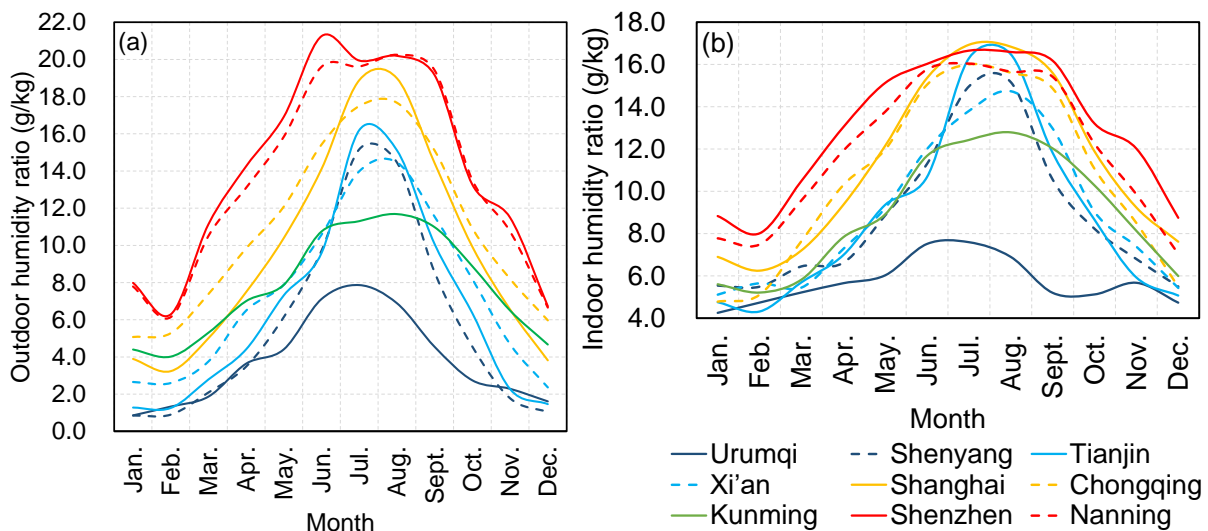 (a)
Outdoor humidity ratio (g/kg)
22.0
20.0
18.0
16.0
14.0
12.0
10.0
8.0
6.0
4.0
2.0
0.0
Jan.
Feb.
Mar.
Apr.
May.
Jun.
Jul.
Aug.
Sept.
Oct.
Nov.
Dec.
Month
(b)
Indoor humidity ratio (g/kg)
18.0
16.0
14.0
12.0
10.0
8.0
6.0
4.0
Jan.
Feb.
Mar.
Apr.
May.
Jun.
Jul.
Aug.
Sept.
Oct.
Nov.
Dec.
Month
Urumqi Shenyang Tianjin
Xi’an Shanghai Chongqing
Kunming Shenzhen Nanning